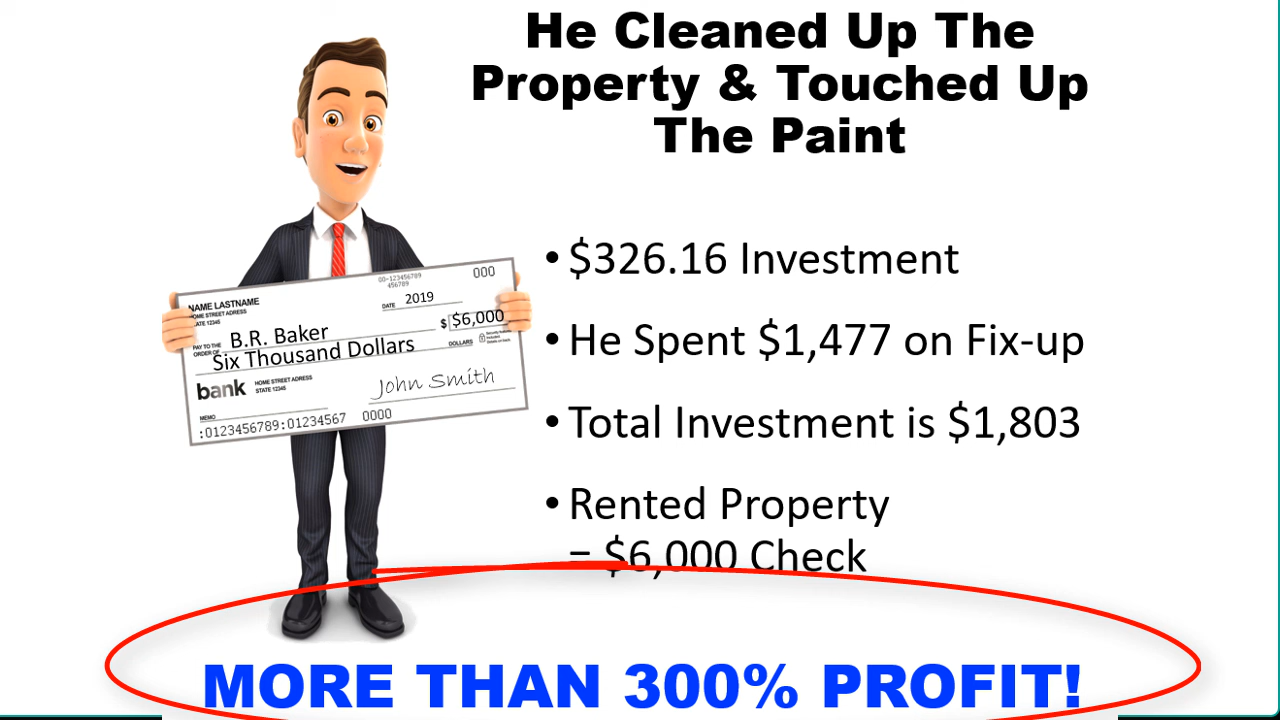 He Cleaned Up The
Property & Touched Up
The Paint
• $326.16 Investment
• He Spent $1,477 on Fix-up
• Total Investment is $1,803
• Rented Property
= $6,000 Check
00-123456789
456789
000
NAME LASTNAME
HOME STREET ADRESS
STATE 12345
DATE 2019
PAY TO THE
ORDER OF B.R. Baker $ $6,000
Six Thousand Dollars DOLLARS
bank HOME STREET ADRESS
STATE 12345
John Smith
MEMO
:0123456789:01234567 0000
MORE THAN 300% PROFIT!